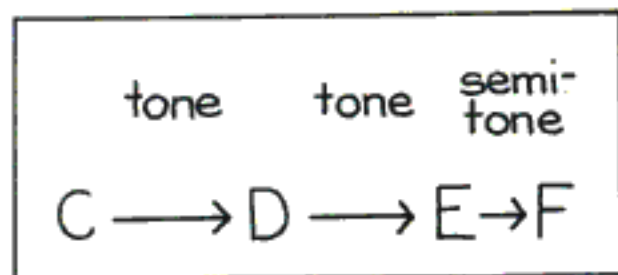 tone tone semi-
tone
C → D → E → F